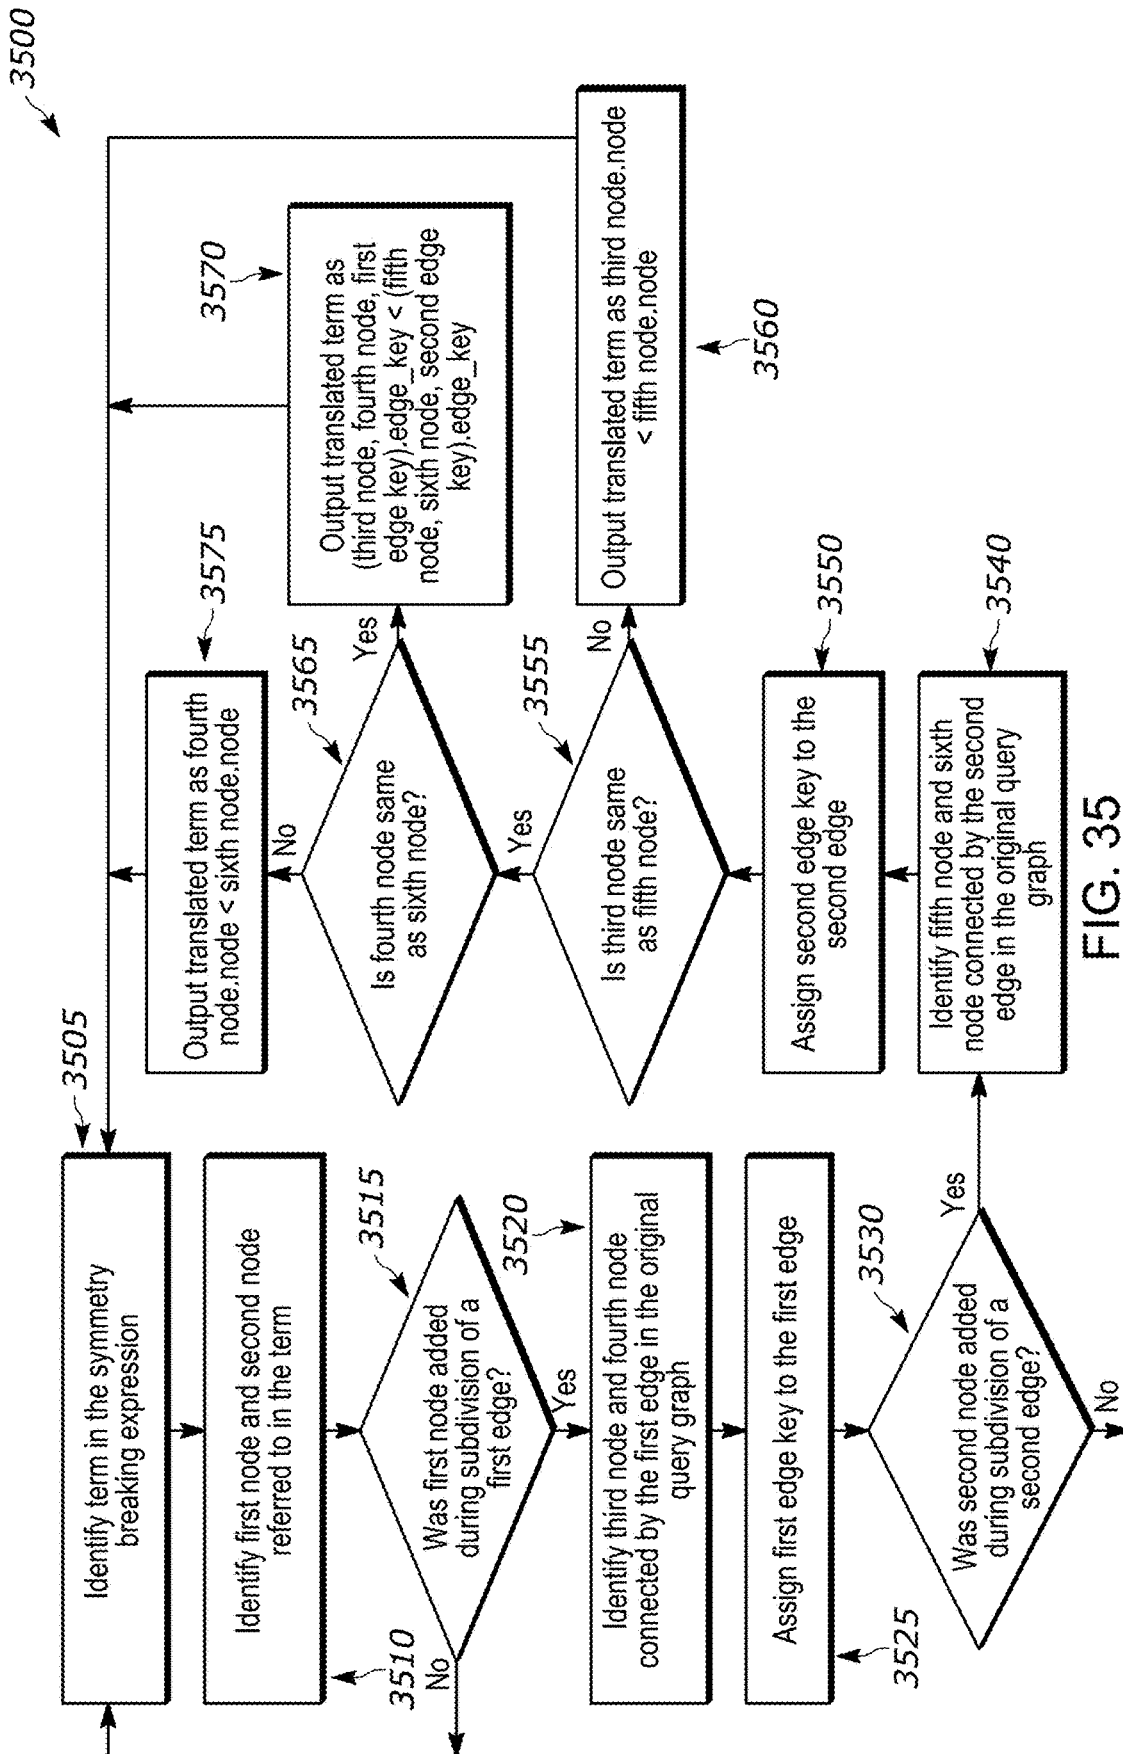 3500
3505
Identify term in the symmetry
breaking expression
Identify first node and second node
referred to in the term
3510
3515
Was first node added
during subdivision of a
first edge?
No
Yes
3520
Identify third node and fourth node
connected by the first edge in the original
query graph
Assign first edge key to the first edge
3525
3530
Was second node added
during subdivision of a
second edge?
Yes
No
3575
Output translated term as fourth
node.node < sixth node.node
No
3565
Is fourth node same
as sixth node?
Yes
3570
Output translated term as
(third node, fourth node, first
edge key).edge_key < (fifth
node, sixth node, second edge
key).edge_key
Yes
3555
Is third node same
as fifth node?
No
Output translated term as third node.node
< fifth node.node
3560
3550
Assign second edge key to the
second edge
3540
Identify fifth node and sixth
node connected by the second
edge in the original query
graph
FIG. 35